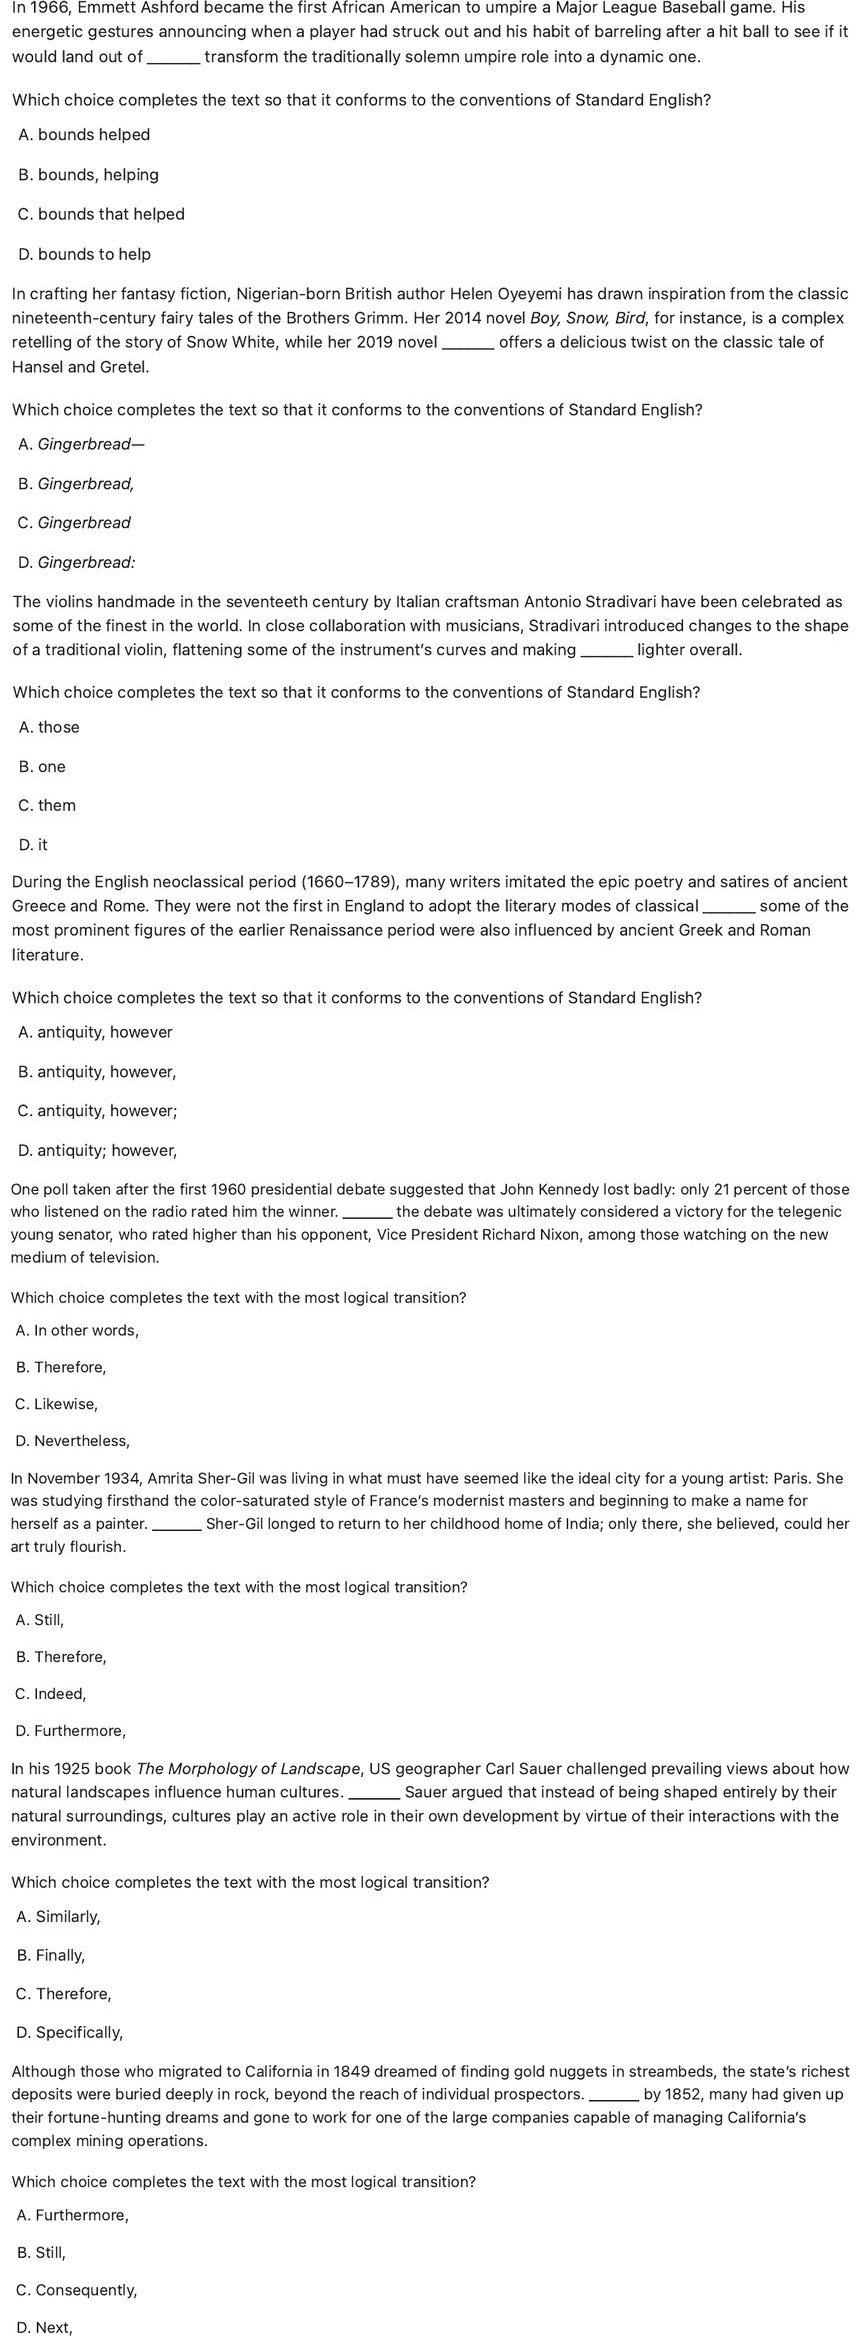 In 1966, Emmett Ashford became the first African American to umpire a Major League Baseball game. His
energetic gestures announcing when a player had struck out and his habit of barreling after a hit ball to see if it
would land out of ______ transform the traditionally solemn umpire role into a dynamic one.
Which choice completes the text so that it conforms to the conventions of Standard English?
A. bounds helped
B. bounds, helping
C. bounds that helped
D. bounds to help
In crafting her fantasy fiction, Nigerian-born British author Helen Oyeyemi has drawn inspiration from the classic
nineteenth-century fairy tales of the Brothers Grimm. Her 2014 novel Boy, Snow, Bird, for instance, is a complex
retelling of the story of Snow White, while her 2019 novel ______ offers a delicious twist on the classic tale of
Hansel and Gretel.
Which choice completes the text so that it conforms to the conventions of Standard English?
A. Gingerbread—
B. Gingerbread,
C. Gingerbread
D. Gingerbread:
The violins handmade in the seventeeth century by Italian craftsman Antonio Stradivari have been celebrated as
some of the finest in the world. In close collaboration with musicians, Stradivari introduced changes to the shape
of a traditional violin, flattening some of the instrument's curves and making ______ lighter overall.
Which choice completes the text so that it conforms to the conventions of Standard English?
A. those
B. one
C. them
D. it
During the English neoclassical period (1660–1789), many writers imitated the epic poetry and satires of ancient
Greece and Rome. They were not the first in England to adopt the literary modes of classical ______ some of the
most prominent figures of the earlier Renaissance period were also influenced by ancient Greek and Roman
literature.
Which choice completes the text so that it conforms to the conventions of Standard English?
A. antiquity, however
B. antiquity, however,
C. antiquity, however;
D. antiquity; however,
One poll taken after the first 1960 presidential debate suggested that John Kennedy lost badly: only 21 percent of those
who listened on the radio rated him the winner. ______ the debate was ultimately considered a victory for the telegenic
young senator, who rated higher than his opponent, Vice President Richard Nixon, among those watching on the new
medium of television.
Which choice completes the text with the most logical transition?
A. In other words,
B. Therefore,
C. Likewise,
D. Nevertheless,
In November 1934, Amrita Sher-Gil was living in what must have seemed like the ideal city for a young artist: Paris. She
was studying firsthand the color-saturated style of France's modernist masters and beginning to make a name for
herself as a painter. ______ Sher-Gil longed to return to her childhood home of India; only there, she believed, could her
art truly flourish.
Which choice completes the text with the most logical transition?
A. Still,
B. Therefore,
C. Indeed,
D. Furthermore,
In his 1925 book The Morphology of Landscape, US geographer Carl Sauer challenged prevailing views about how
natural landscapes influence human cultures. ______ Sauer argued that instead of being shaped entirely by their
natural surroundings, cultures play an active role in their own development by virtue of their interactions with the
environment.
Which choice completes the text with the most logical transition?
A. Similarly,
B. Finally,
C. Therefore,
D. Specifically,
Although those who migrated to California in 1849 dreamed of finding gold nuggets in streambeds, the state's richest
deposits were buried deeply in rock, beyond the reach of individual prospectors. ______ by 1852, many had given up
their fortune-hunting dreams and gone to work for one of the large companies capable of managing California's
complex mining operations.
Which choice completes the text with the most logical transition?
A. Furthermore,
B. Still,
C. Consequently,
D. Next,